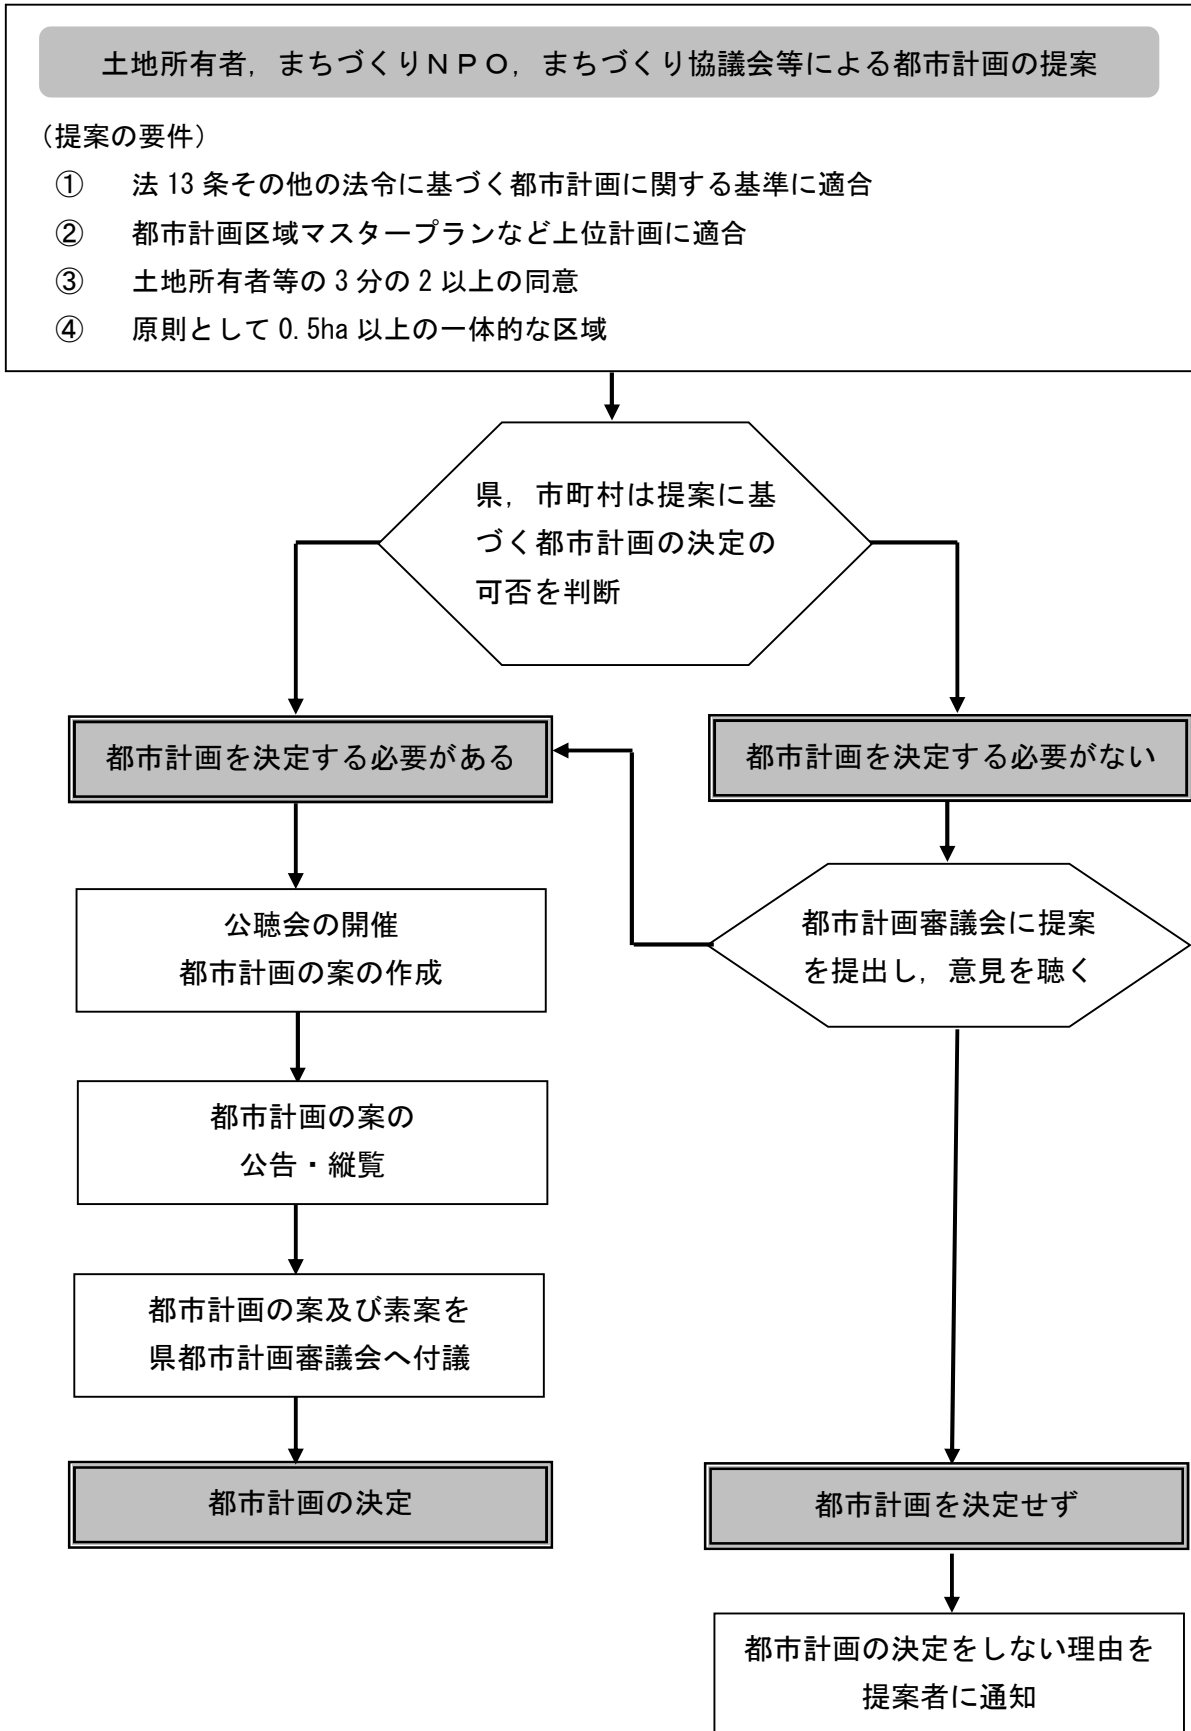 土地所有者，まちづくりＮＰＯ，まちづくり協議会等による都市計画の提案
（提案の要件）
① 法13条その他の法令に基づく都市計画に関する基準に適合
② 都市計画区域マスタープランなど上位計画に適合
③ 土地所有者等の3分の2以上の同意
④ 原則として0.5ha以上の一体的な区域
県，市町村は提案に基
づく都市計画の決定の
可否を判断
都市計画を決定する必要がある
都市計画を決定する必要がない
公聴会の開催
都市計画の案の作成
都市計画審議会に提案
を提出し，意見を聴く
都市計画の案の
公告・縦覧
都市計画の案及び素案を
県都市計画審議会へ付議
都市計画の決定
都市計画を決定せず
都市計画の決定をしない理由を
提案者に通知